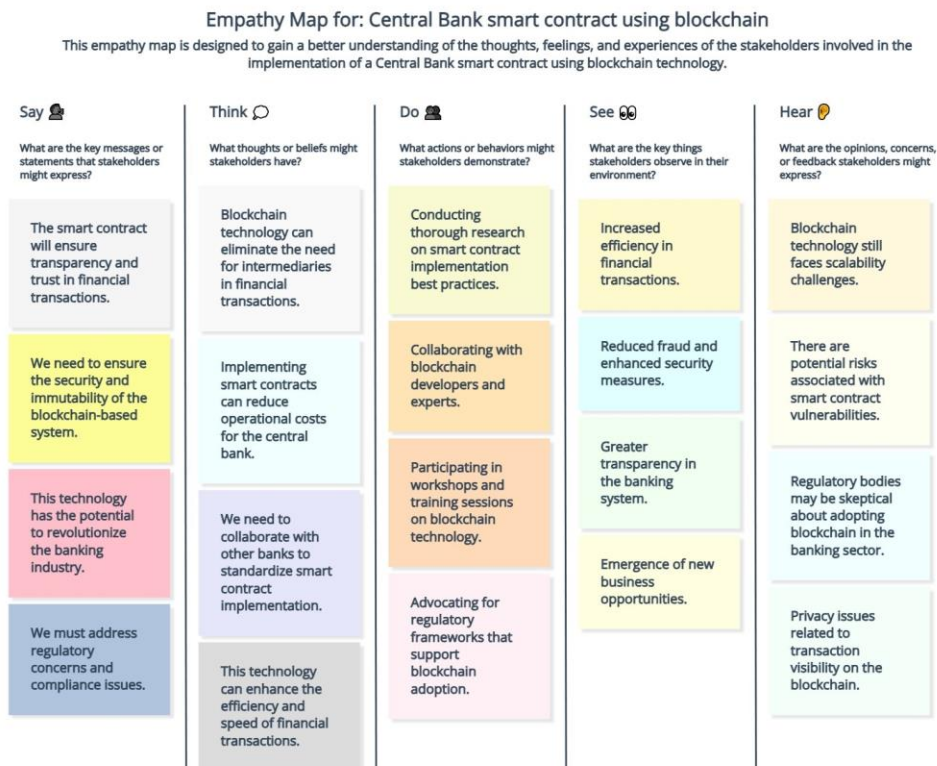 Empathy Map for: Central Bank smart contract using blockchain
This empathy map is designed to gain a better understanding of the thoughts, feelings, and experiences of the stakeholders involved in the
implementation of a Central Bank smart contract using blockchain technology.
Say
What are the key messages or
statements that stakeholders
might express?
The smart contract
will ensure
transparency and
trust in financial
transactions.
We need to ensure
the security and
immutability of the
blockchain-based
system.
This technology
has the potential
to revolutionize
the banking
industry.
We must address
regulatory
concerns and
compliance issues.
Think
What thoughts or beliefs might
stakeholders have?
Blockchain
technology can
eliminate the need
for intermediaries
in financial
transactions.
Implementing
smart contracts
can reduce
operational costs
for the central
bank.
We need to
collaborate with
other banks to
standardize smart
contract
implementation.
This technology
can enhance the
efficiency and
speed of financial
transactions.
Do
What actions or behaviors might
stakeholders demonstrate?
Conducting
thorough research
on smart contract
implementation
best practices.
Collaborating with
blockchain
developers and
experts.
Participating in
workshops and
training sessions
on blockchain
technology.
Advocating for
regulatory
frameworks that
support
blockchain
adoption.
See
What are the key things
stakeholders observe in their
environment?
Increased
efficiency in
financial
transactions.
Reduced fraud and
enhanced security
measures.
Greater
transparency in
the banking
system.
Emergence of new
business
opportunities.
Hear
What are the opinions, concerns,
or feedback stakeholders might
express?
Blockchain
technology still
faces scalability
challenges.
There are
potential risks
associated with
smart contract
vulnerabilities.
Regulatory bodies
may be skeptical
about adopting
blockchain in the
banking sector.
Privacy issues
related to
transaction
visibility on the
blockchain.